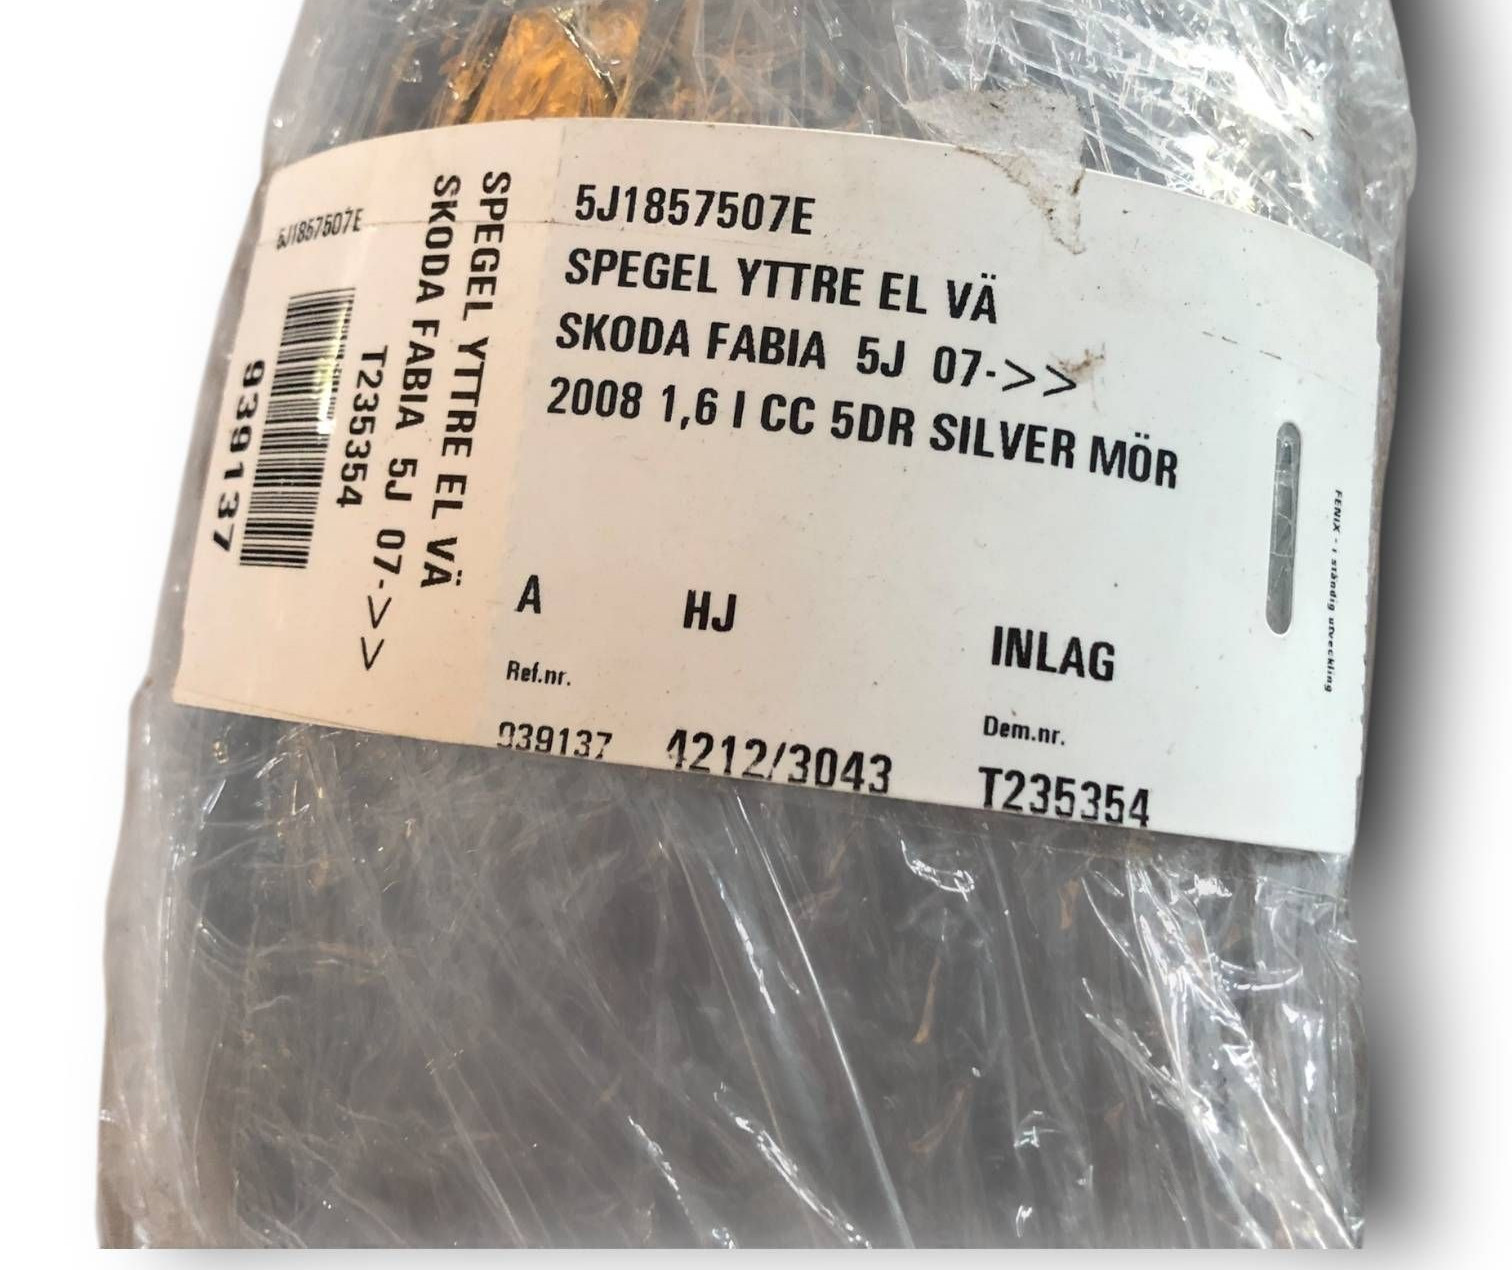 5J1857507E
SPEGEL YTTRE EL VÄ
SKODA FABIA 5J 07->>
T235354
939137
5J1857507E
SPEGEL YTTRE EL VÄ
SKODA FABIA 5J 07->>
2008 1,6 I CC 5DR SILVER MÖR
A HJ INLAG
Ref.nr. Dem.nr.
939137 4212/3043 T235354
FENIX - i ständig utveckling